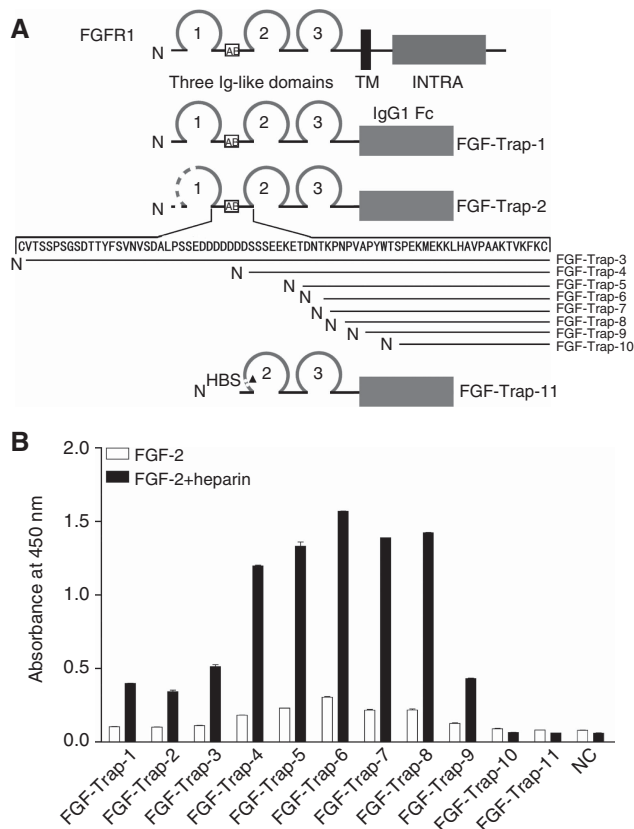 A
FGFR1
N
1
AB
2
3
Three Ig-like domains
TM
INTRA
IgG1 Fc
N
1
AB
2
3
FGF-Trap-1
N
1
AB
2
3
FGF-Trap-2
CVTSSPSGSDTTYFSVNVSDALPSSEDDDDDDDSSSEEKETDNTKPNPVAPYWTSPEKMEKKLHAVPAAKTVKFKC
N
FGF-Trap-3
N
FGF-Trap-4
N
FGF-Trap-5
N
FGF-Trap-6
N
FGF-Trap-7
N
FGF-Trap-8
N
FGF-Trap-9
N
FGF-Trap-10
N
HBS
2
3
FGF-Trap-11
B
FGF-2
FGF-2+heparin
Absorbance at 450 nm
2.0
1.5
1.0
0.5
0.0
FGF-Trap-1
FGF-Trap-2
FGF-Trap-3
FGF-Trap-4
FGF-Trap-5
FGF-Trap-6
FGF-Trap-7
FGF-Trap-8
FGF-Trap-9
FGF-Trap-10
FGF-Trap-11
NC